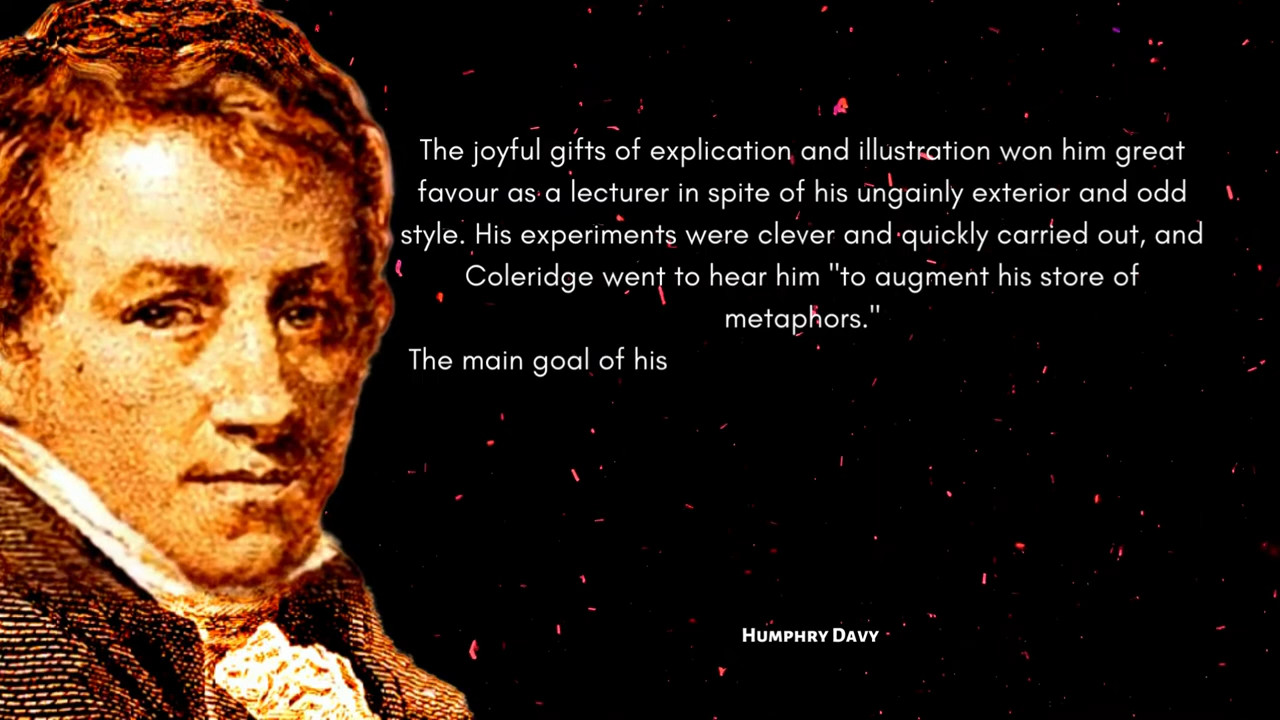 The joyful gifts of explication and illustration won him great
favour as a lecturer in spite of his ungainly exterior and odd
style. His experiments were clever and quickly carried out, and
Coleridge went to hear him "to augment his store of
metaphors."
The main goal of his
Humphry Davy